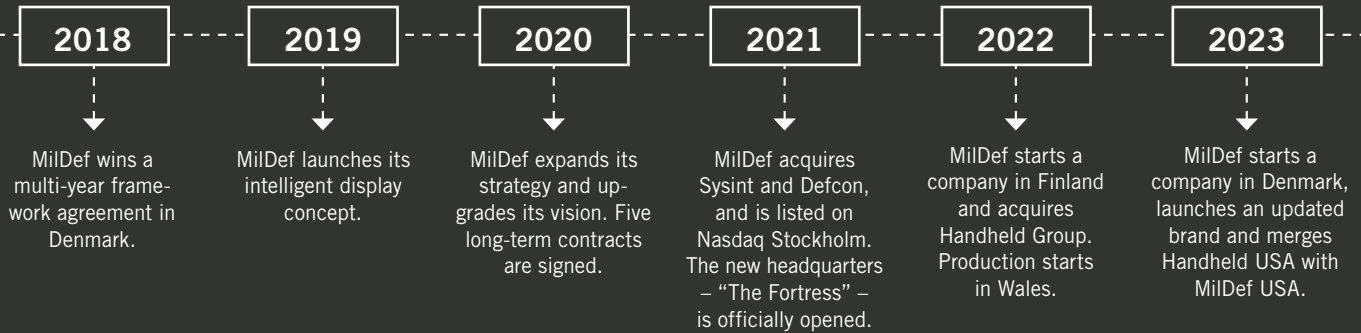 2018
MilDef wins a
multi-year frame-
work agreement in
Denmark.
2019
MilDef launches its
intelligent display
concept.
2020
MilDef expands its
strategy and up-
grades its vision. Five
long-term contracts
are signed.
2021
MilDef acquires
Sysint and Defcon,
and is listed on
Nasdaq Stockholm.
The new headquarters
– “The Fortress” –
is officially opened.
2022
MilDef starts a
company in Finland
and acquires
Handheld Group.
Production starts
in Wales.
2023
MilDef starts a
company in Denmark,
launches an updated
brand and merges
Handheld USA with
MilDef USA.